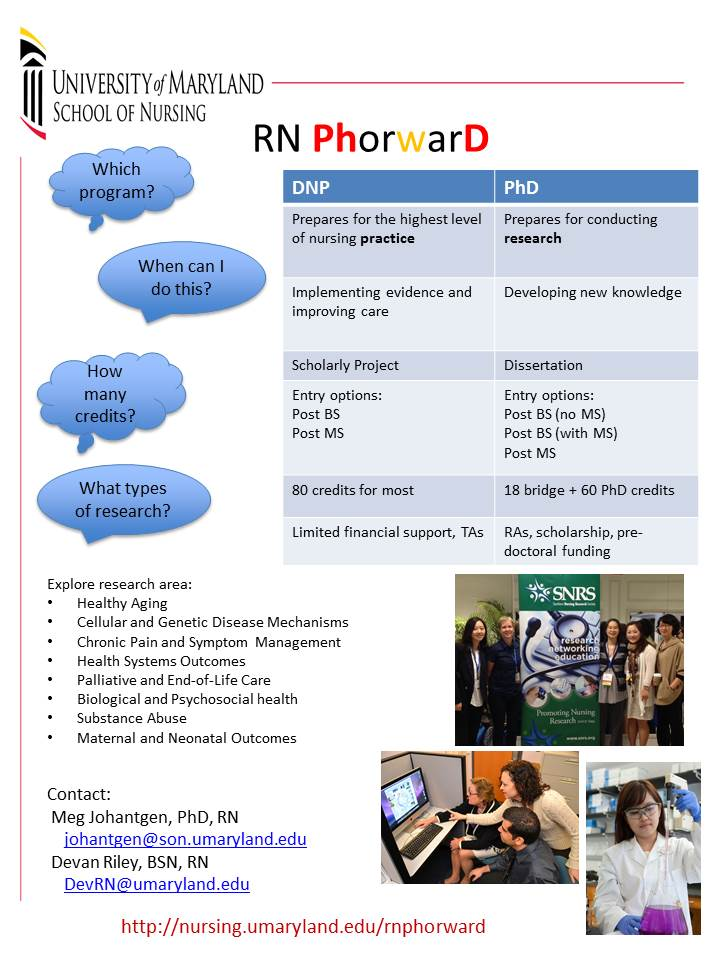 UNIVERSITY of MARYLAND
SCHOOL OF NURSING
RN PhorwarD
Which
program?
When can I
do this?
How
many
credits?
What types
of research?
DNP PhD
Prepares for the highest level
of nursing practice
Prepares for conducting
research
Implementing evidence and
improving care
Developing new knowledge
Scholarly Project
Dissertation
Entry options:
Post BS
Post MS
Entry options:
Post BS (no MS)
Post BS (with MS)
Post MS
80 credits for most
18 bridge + 60 PhD credits
Limited financial support, TAs
RAs, scholarship, pre-
doctoral funding
Explore research area:
• Healthy Aging
• Cellular and Genetic Disease Mechanisms
• Chronic Pain and Symptom Management
• Health Systems Outcomes
• Palliative and End-of-Life Care
• Biological and Psychosocial health
• Substance Abuse
• Maternal and Neonatal Outcomes
SNRS
research
networking
education
Promoting Nursing
Research
www.snrs.org
Contact:
Meg Johantgen, PhD, RN
johantgen@son.umaryland.edu
Devan Riley, BSN, RN
DevRN@umaryland.edu
http://nursing.umaryland.edu/rnphorward